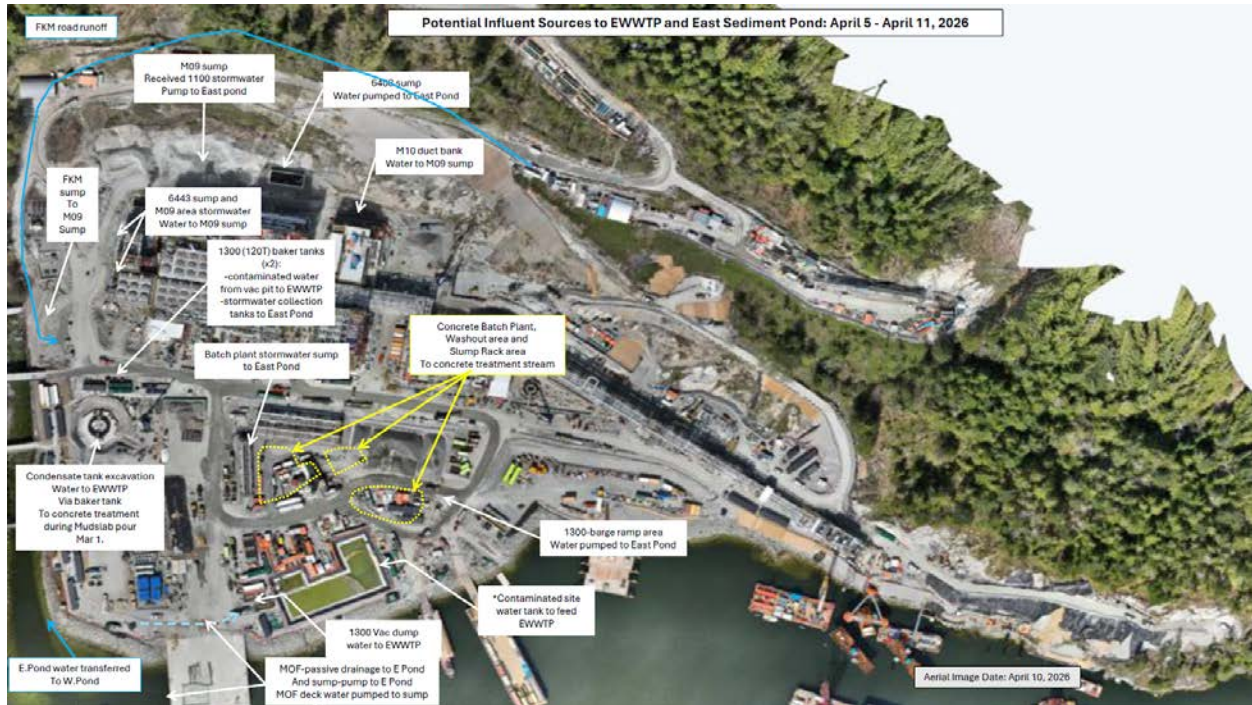 Potential Influent Sources to EWWTP and East Sediment Pond: April 5 - April 11, 2026
FKM road runoff
M09 sump
Received 1100 stormwater
Pump to East pond
6400 sump
Water pumped to East Pond
M10 duct bank
Water to M09 sump
FKM
sump
To
M09
Sump
6443 sump and
M09 area stormwater
Water to M09 sump
1300 (120T) baker tanks
(x2):
-contaminated water
from vac pit to EWWTP
-stormwater collection
tanks to East Pond
Concrete Batch Plant,
Washout area and
Slump Rack area
To concrete treatment stream
Batch plant stormwater sump
to East Pond
Condensate tank excavation
Water to EWWTP
Via baker tank
To concrete treatment
during Mudslab pour
Mar 1.
1300-barge ramp area
Water pumped to East Pond
*Contaminated site
water tank to feed
EWWTP
1300 Vac dump
water to EWWTP
E.Pond water transferred
To W.Pond
MOF-passive drainage to E Pond
And sump-pump to E Pond
MOF deck water pumped to sump
Aerial Image Date: April 10, 2026